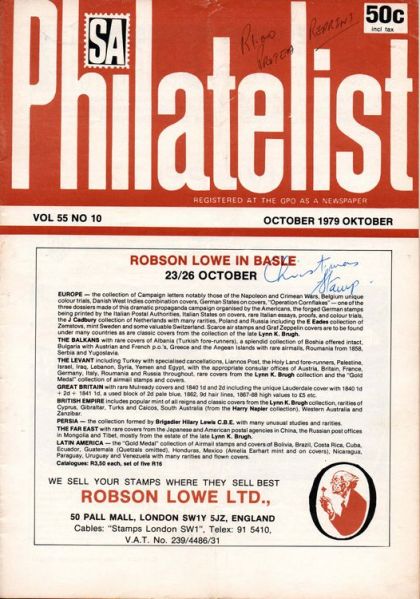 SA
Philatelist
50c
incl tax
REPRINT
REGISTERED AT THE GPO AS A NEWSPAPER
VOL 55 NO 10
OCTOBER 1979 OKTOBER
ROBSON LOWE IN BASLE
23/26 OCTOBER
Christmas
Stamp
EUROPE — the collection of Campaign letters notably those of the Napoleon and Crimean Wars, Belgium unique
colour trials, Danish West Indies combination covers, German States on covers, "Operation Cornflakes" — one of the
three dossiers made of this dramatic propaganda campaign organised by the Americans, the forged German stamps
being printed by the Italian Postal Authorities, Italian States on covers, rare Italian essays, proofs, and colour trials,
the J Cadbury collection of Netherlands with many rarities, Poland and Russia including the E Eades collection of
Zemstvos, mint Sweden and some valuable Switzerland. Scarce air stamps and Graf Zeppelin covers are to be found
under many countries as are classic covers from the collection of the late Lynn K. Brugh.
THE BALKANS with rare covers of Albania (Turkish fore-runners), a splendid collection of Bosnia offered intact,
Bulgaria with Austrian and French p.o.'s, Greece and the Aegean Islands with rare airmails, Roumania from 1858,
Serbia and Yugoslavia.
THE LEVANT including Turkey with specialised cancellations, Liannos Post, the Holy Land fore-runners, Palestine,
Israel, Iraq, Lebanon, Syria, Yemen and Egypt, with the appropriate consular offices of Austria, Britain, France,
Germany, Italy, Roumania and Russia throughout, rare covers from the Lynn K. Brugh collection and the "Gold
Medal" collection of airmail stamps and covers.
GREAT BRITAIN with rare Mulready covers and 1840 1d and 2d including the unique Lauderdale cover with 1840 1d
+ 2d + 1841 1d, a used block of 2d pale blue, 1862, 9d hair lines, 1867-88 high values to £5 etc.
BRITISH EMPIRE includes popular mint of all reigns and classic covers from the Lynn K. Brugh collection, rarities of
Cyprus, Gibraltar, Turks and Caicos, South Australia (from the Harry Napier collection), Western Australia and
Zanzibar.
PERSIA — the collection formed by Brigadier Hilary Lewis C.B.E. with many unusual studies and rarities.
THE FAR EAST with rare covers from the Japanese and American postal agencies in China, the Russian post offices
in Mongolia and Tibet, mostly from the estate of the late Lynn K. Brugh.
LATIN AMERICA — the "Gold Medal" collection of Airmail stamps and covers of Bolivia, Brazil, Costa Rica, Cuba,
Ecuador, Guatemala (Quetzals omitted), Honduras, Mexico (Amelia Earhart mint and on covers), Nicaragua,
Paraguay, Uruguay and Venezuela with many rarities and flown covers.
Catalogues: R3,50 each, set of five R16
WE SELL YOUR STAMPS WHERE THEY SELL BEST
ROBSON LOWE LTD.,
50 PALL MALL, LONDON SW1Y 5JZ, ENGLAND
Cables: "Stamps London SW1", Telex: 91 5410,
V.A.T. No. 239/4486/31